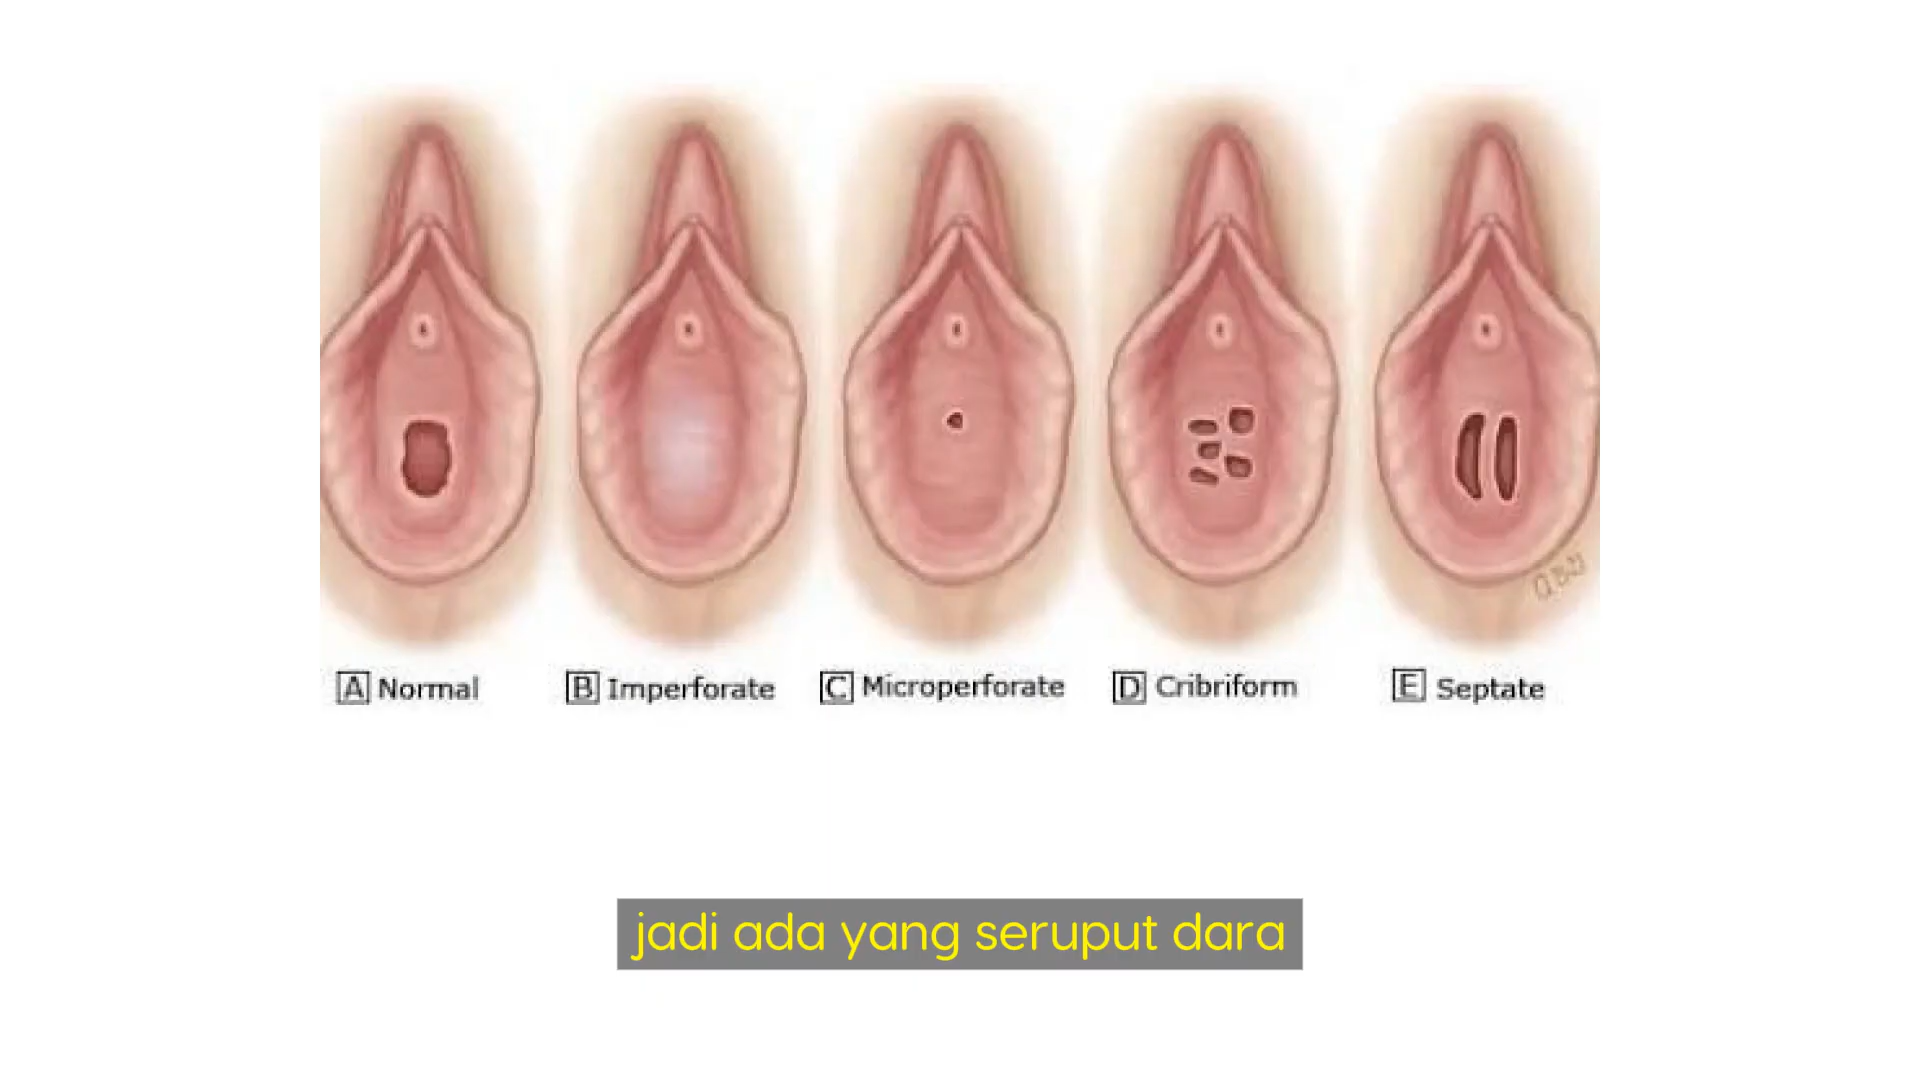 A Normal
B Imperforate
C Microperforate
D Cribriform
E Septate
jadi ada yang seruput dara